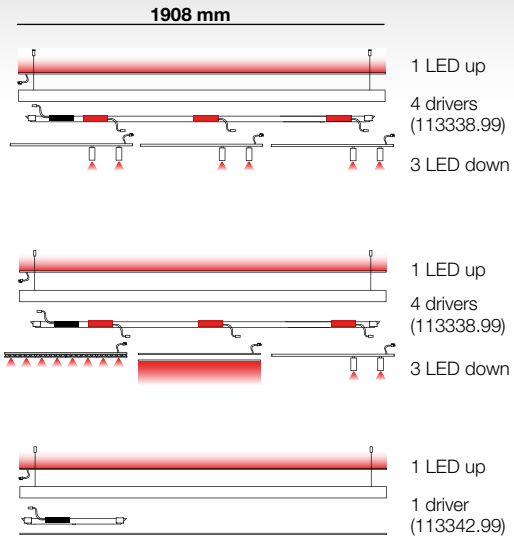 1908 mm
1 LED up
4 drivers
(113338.99)
3 LED down
1 LED up
4 drivers
(113338.99)
3 LED down
1 LED up
1 driver
(113342.99)